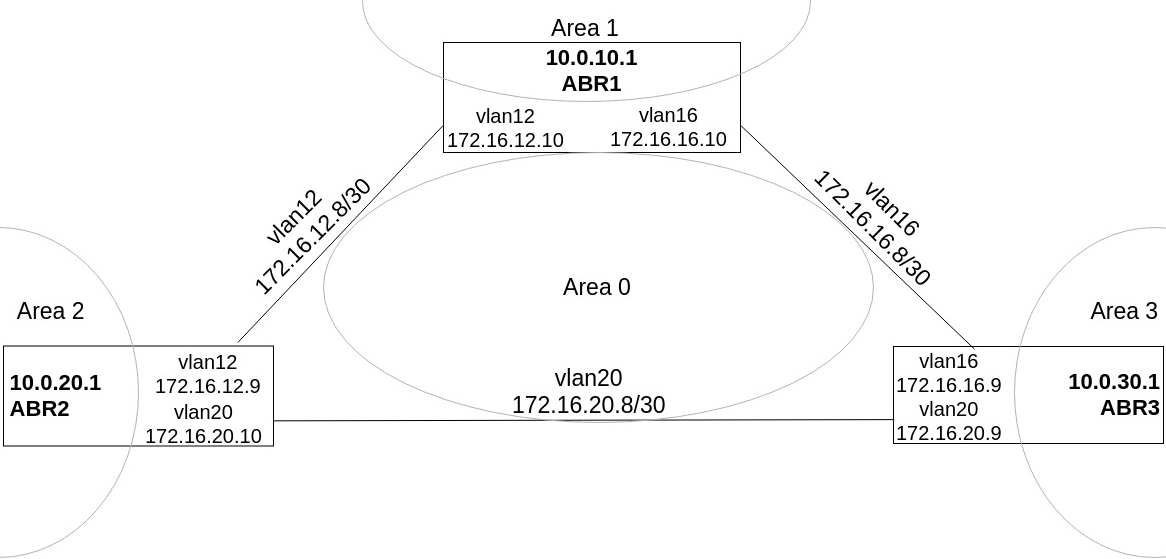 Area 1
10.0.10.1
ABR1
vlan12
172.16.12.10
vlan16
172.16.16.10
vlan12
172.16.12.8/30
vlan16
172.16.16.8/30
Area 0
Area 2
10.0.20.1
ABR2
vlan12
172.16.12.9
vlan20
172.16.20.10
vlan20
172.16.20.8/30
Area 3
vlan16
172.16.16.9
vlan20
172.16.20.9
10.0.30.1
ABR3